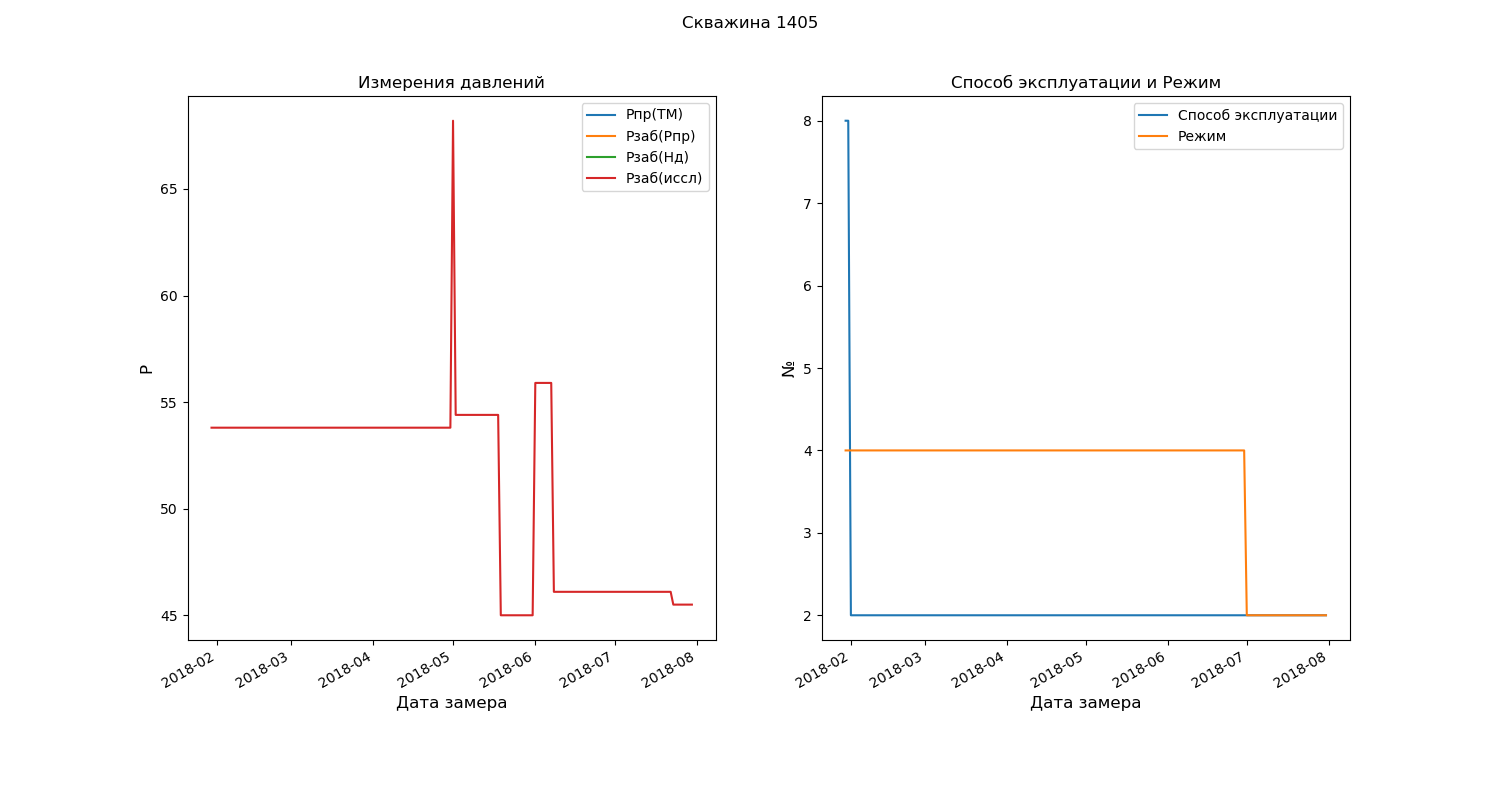 Скважина 1405
Измерения давлений
Рпр(ТМ)
Рзаб(Рпр)
Рзаб(Нд)
Рзаб(иссл)
65
60
55
50
45
Р
2018-02
2018-03
2018-04
2018-05
2018-06
2018-07
2018-08
Дата замера
Способ эксплуатации и Режим
Способ эксплуатации
Режим
8
7
6
5
4
3
2
№
2018-02
2018-03
2018-04
2018-05
2018-06
2018-07
2018-08
Дата замера